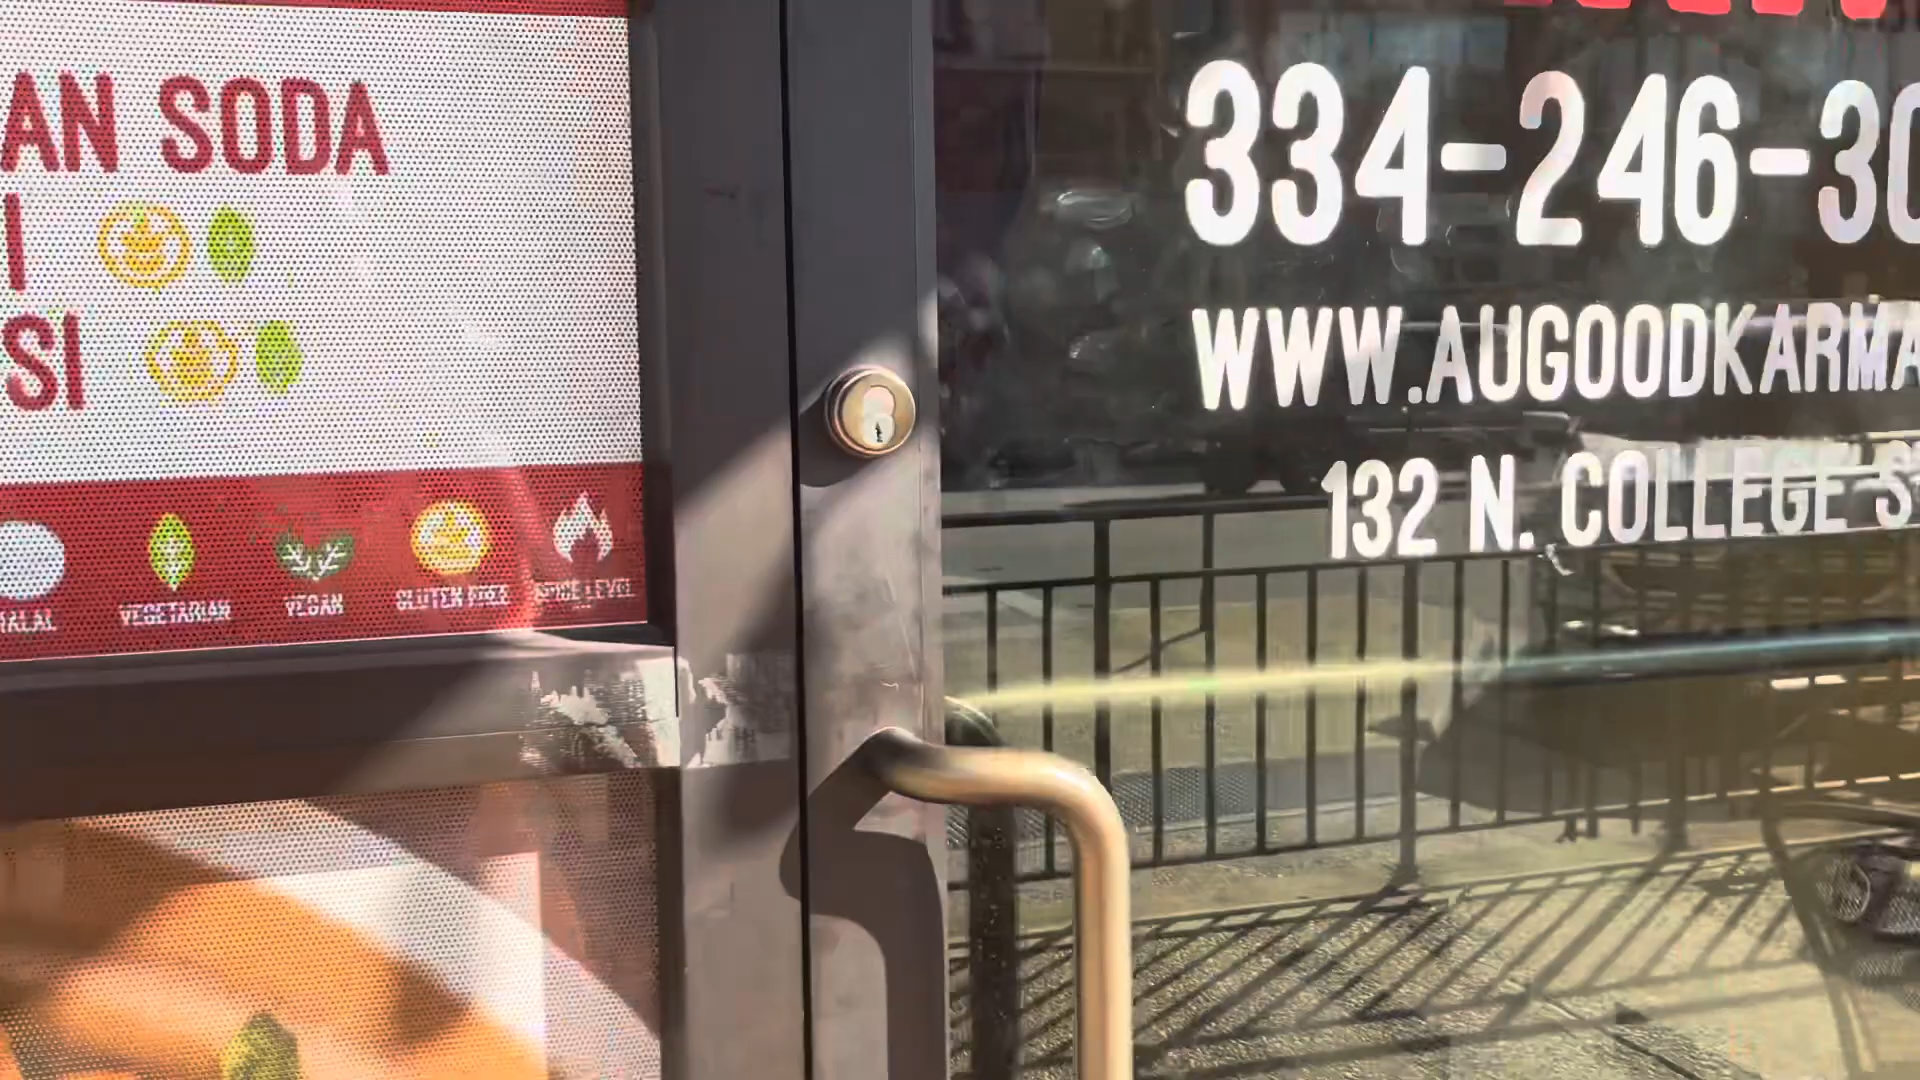 AN SODA
I
SI
HALAL VEGETARIAN VEGAN GLUTEN FREE SPICE LEVEL
334-246-30
WWW.AUGOODKARMA
132 N. COLLEGE S